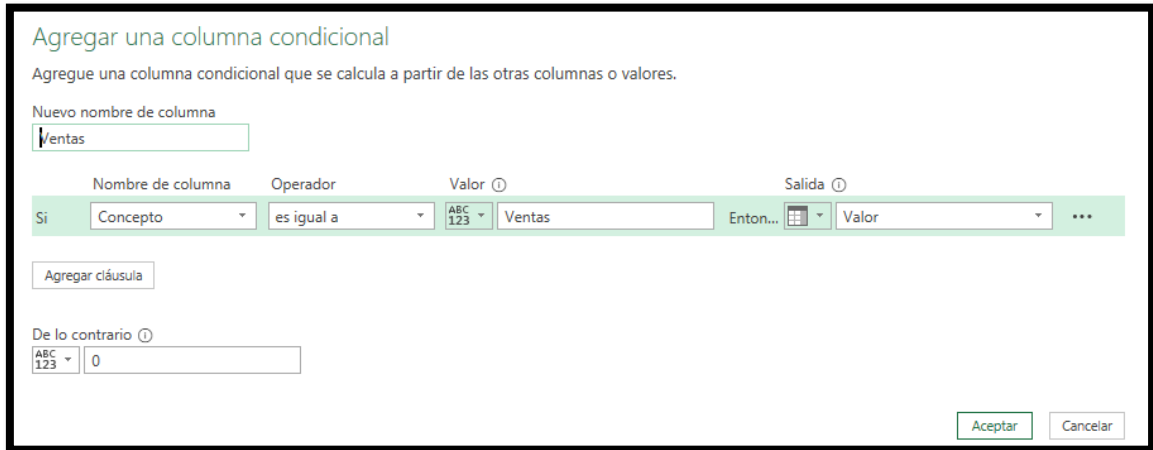 Agregar una columna condicional
Agregue una columna condicional que se calcula a partir de las otras columnas o valores.
Nuevo nombre de columna
Ventas
Nombre de columna Operador Valor Salida
Si Concepto es igual a ABC 123 Ventas Enton... Valor ...
Agregar cláusula
De lo contrario
ABC 123 0
Aceptar Cancelar